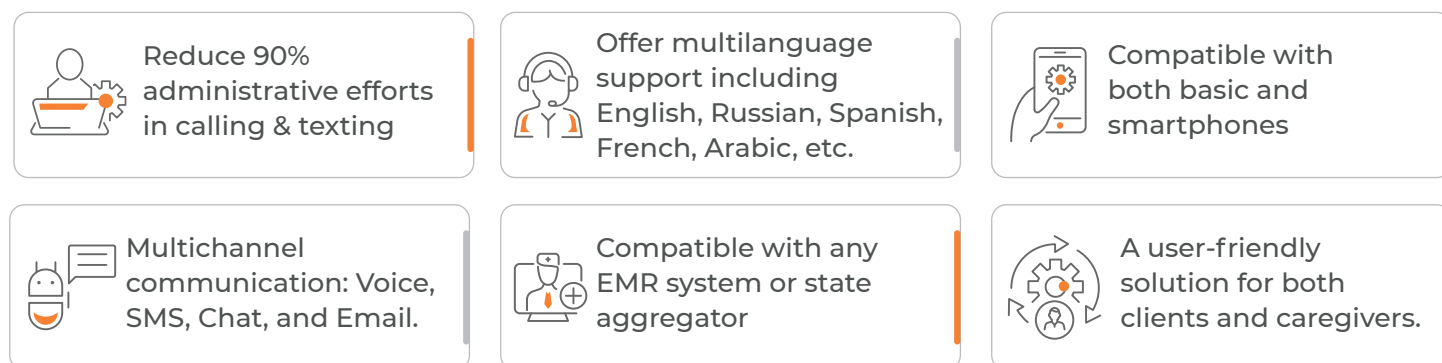 Reduce 90%
administrative efforts
in calling & texting
Offer multilanguage
support including
English, Russian, Spanish,
French, Arabic, etc.
Compatible with
both basic and
smartphones
Multichannel
communication: Voice,
SMS, Chat, and Email.
Compatible with any
EMR system or state
aggregator
A user-friendly
solution for both
clients and caregivers.